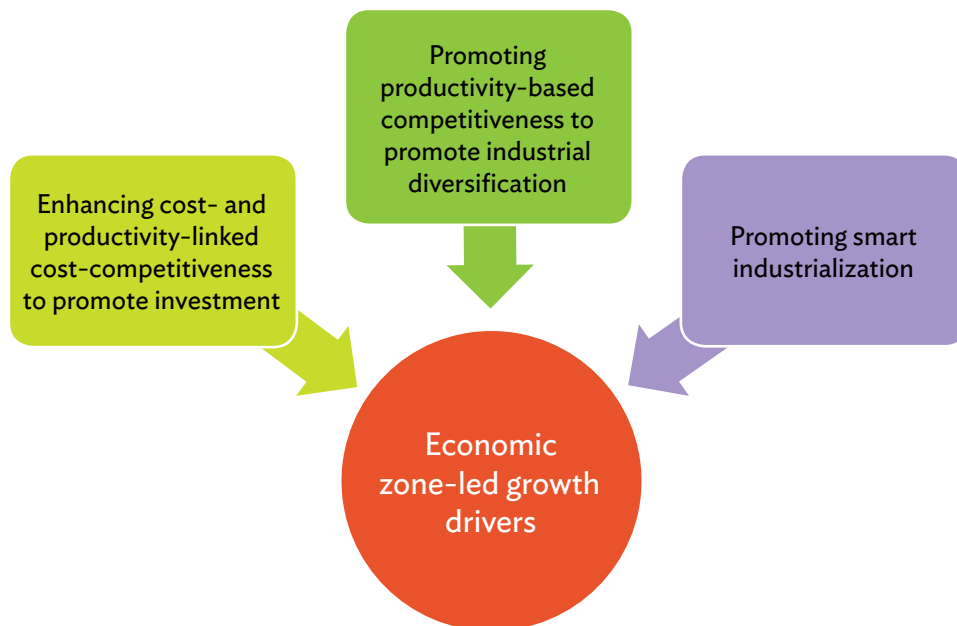 Enhancing cost- and
productivity-linked
cost-competitiveness
to promote investment
Promoting
productivity-based
competitiveness to
promote industrial
diversification
Promoting smart
industrialization
Economic
zone-led growth
drivers